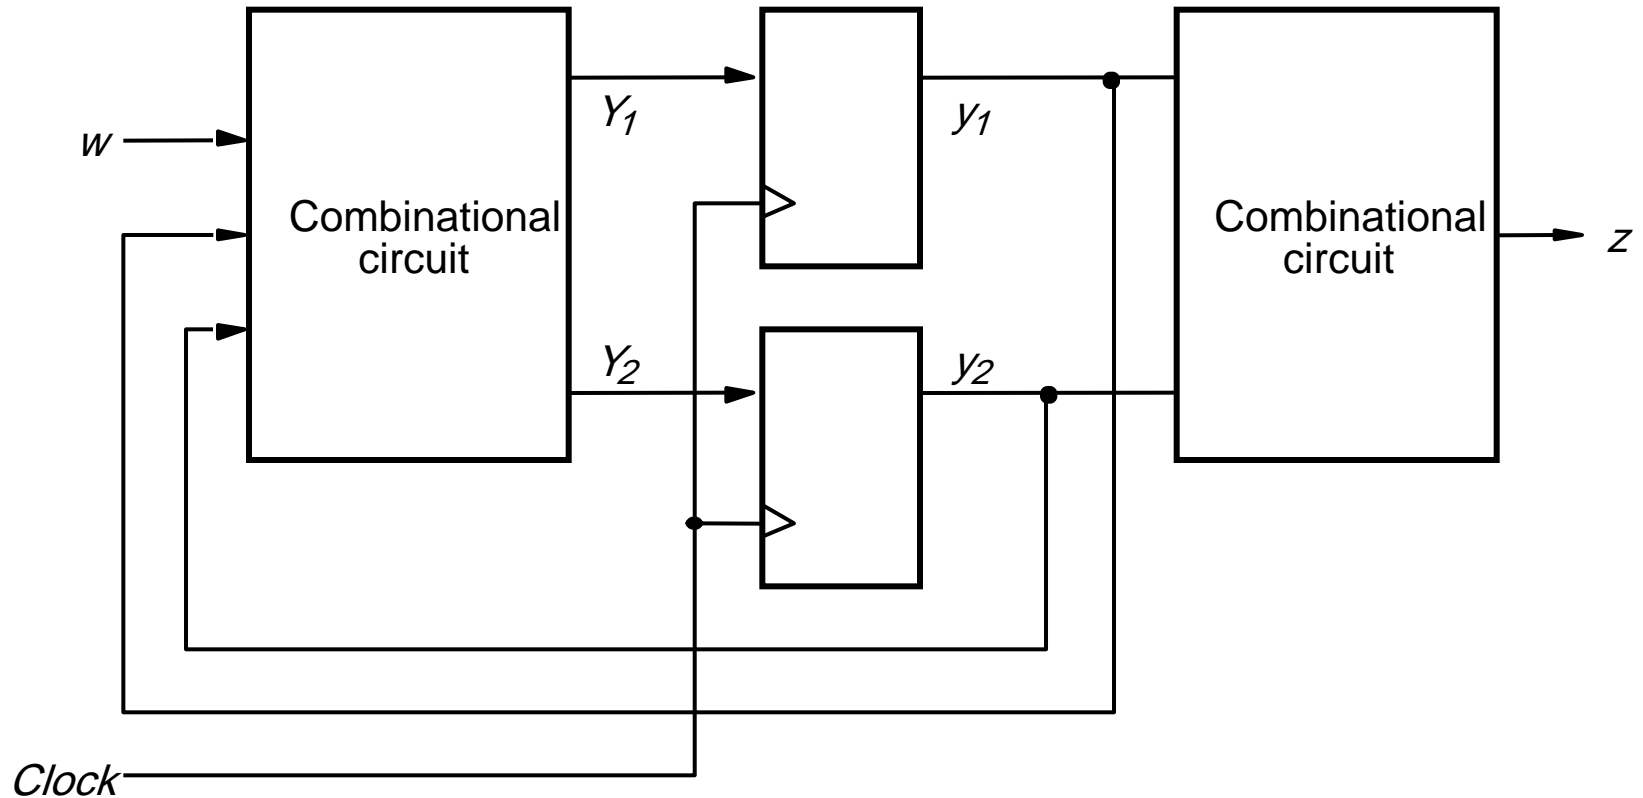 Y₁
y₁
w
Combinational
circuit
Combinational
circuit
z
Y₂
y₂
Clock